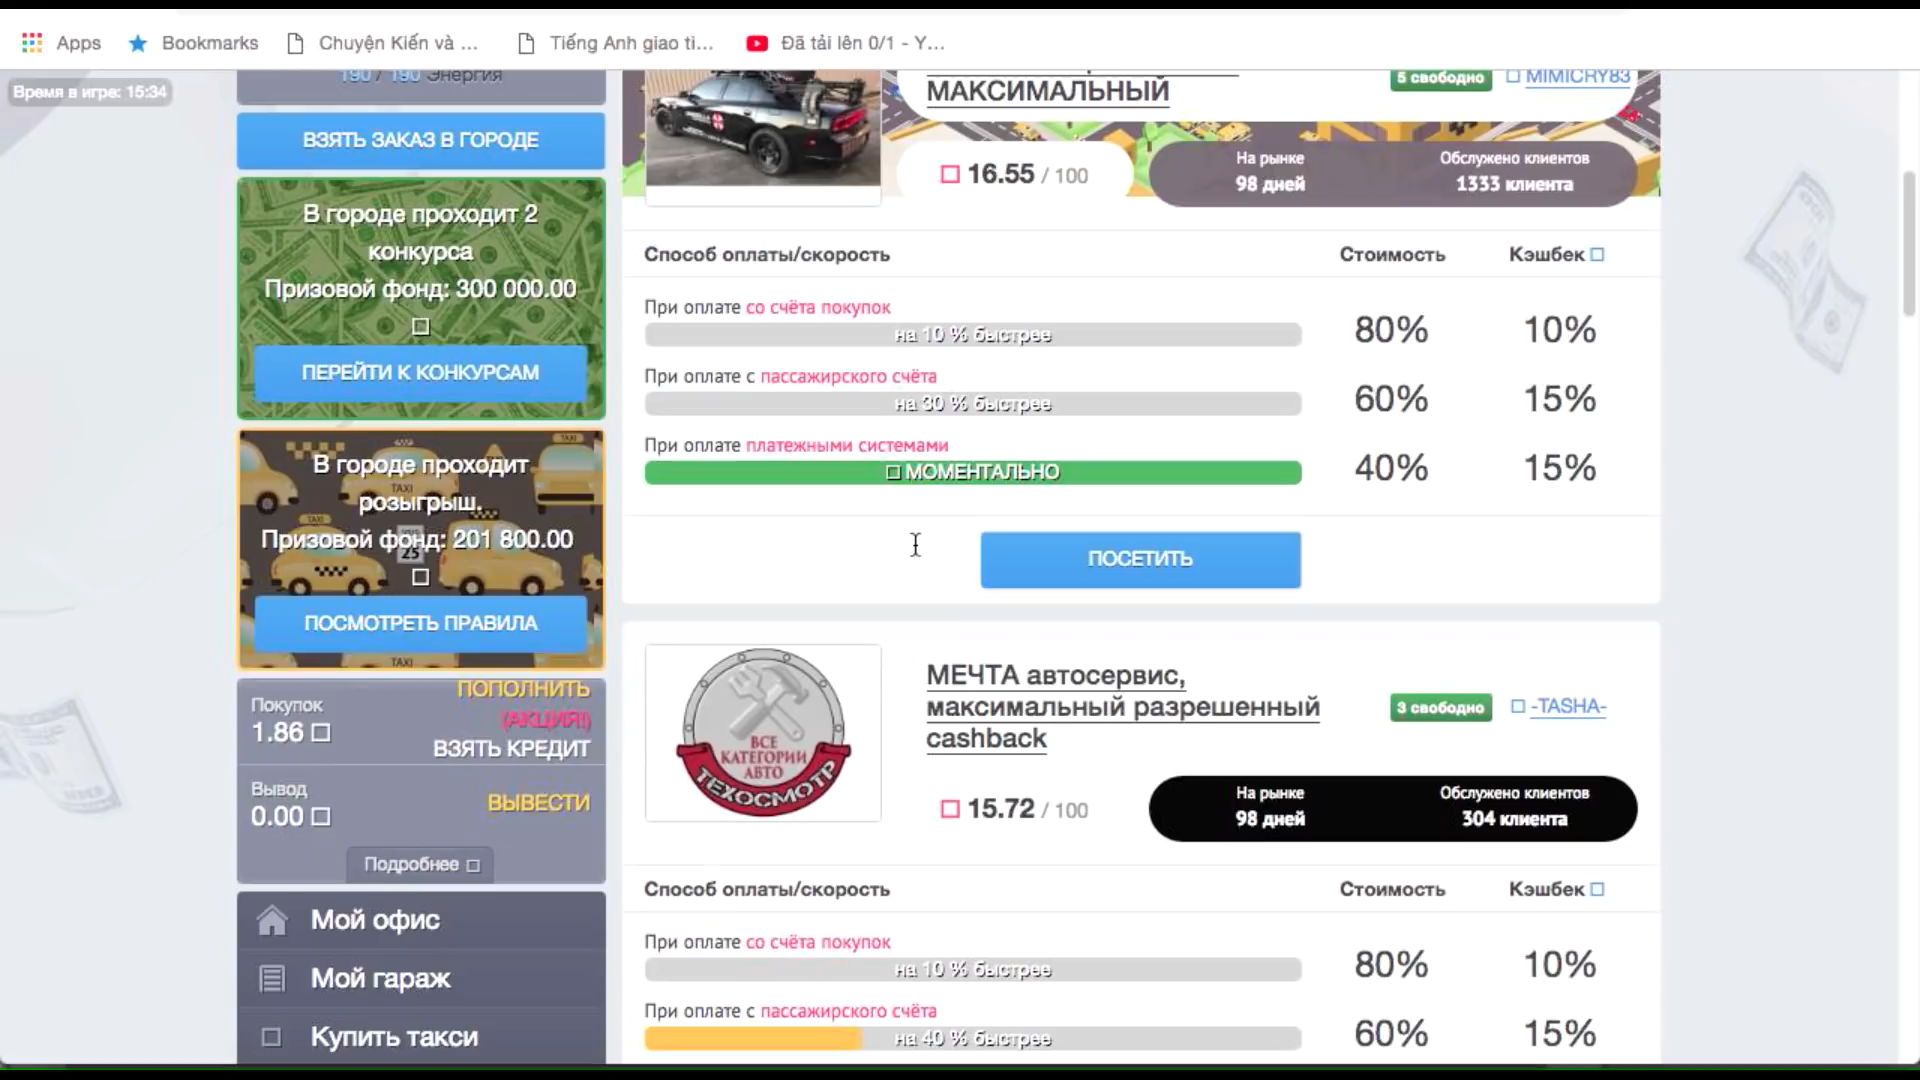 Apps
Bookmarks
Chuyện Kiến và ...
Tiếng Anh giao ti...
Đã tải lên 0/1 - Y...
Время в игре: 15:34
190 / 190 Энергия
ВЗЯТЬ ЗАКАЗ В ГОРОДЕ
В городе проходит 2
конкурса
Призовой фонд: 300 000.00
ПЕРЕЙТИ К КОНКУРСАМ
В городе проходит
розыгрыш.
Призовой фонд: 201 800.00
ПОСМОТРЕТЬ ПРАВИЛА
Покупок
1.86
ПОПОЛНИТЬ
(АКЦИЯ!)
ВЗЯТЬ КРЕДИТ
Вывод
0.00
ВЫВЕСТИ
Подробнее
Мой офис
Мой гараж
Купить такси
МАКСИМАЛЬНЫЙ
5 свободно
MIMICRY83
16.55 / 100
На рынке
98 дней
Обслужено клиентов
1333 клиента
Способ оплаты/скорость
Стоимость
Кэшбек
При оплате со счёта покупок
на 10 % быстрее
80%
10%
При оплате с пассажирского счёта
на 30 % быстрее
60%
15%
При оплате платежными системами
МОМЕНТАЛЬНО
40%
15%
ПОСЕТИТЬ
ВСЕ
КАТЕГОРИИ
АВТО
ТЕХОСМОТР
МЕЧТА автосервис,
максимальный разрешенный
cashback
3 свободно
-TASHA-
15.72 / 100
На рынке
98 дней
Обслужено клиентов
304 клиента
Способ оплаты/скорость
Стоимость
Кэшбек
При оплате со счёта покупок
на 10 % быстрее
80%
10%
При оплате с пассажирского счёта
на 40 % быстрее
60%
15%